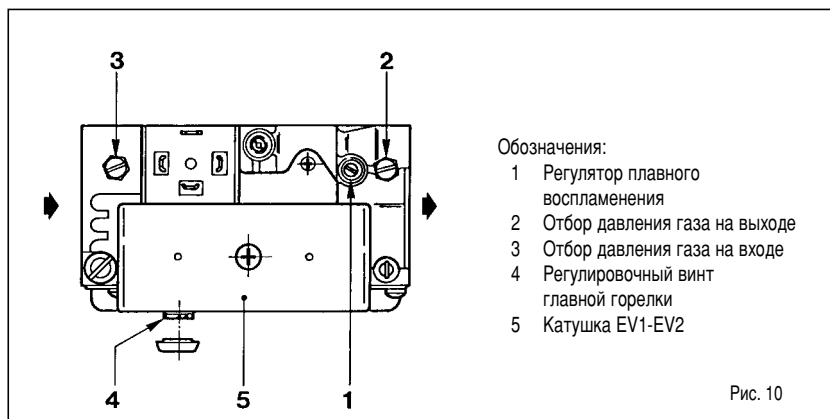 3
2
4
5
1
Обозначения:
1 Регулятор плавного
воспламенения
2 Отбор давления газа на выходе
3 Отбор давления газа на входе
4 Регулировочный винт
главной горелки
5 Катушка EV1-EV2
Рис. 10